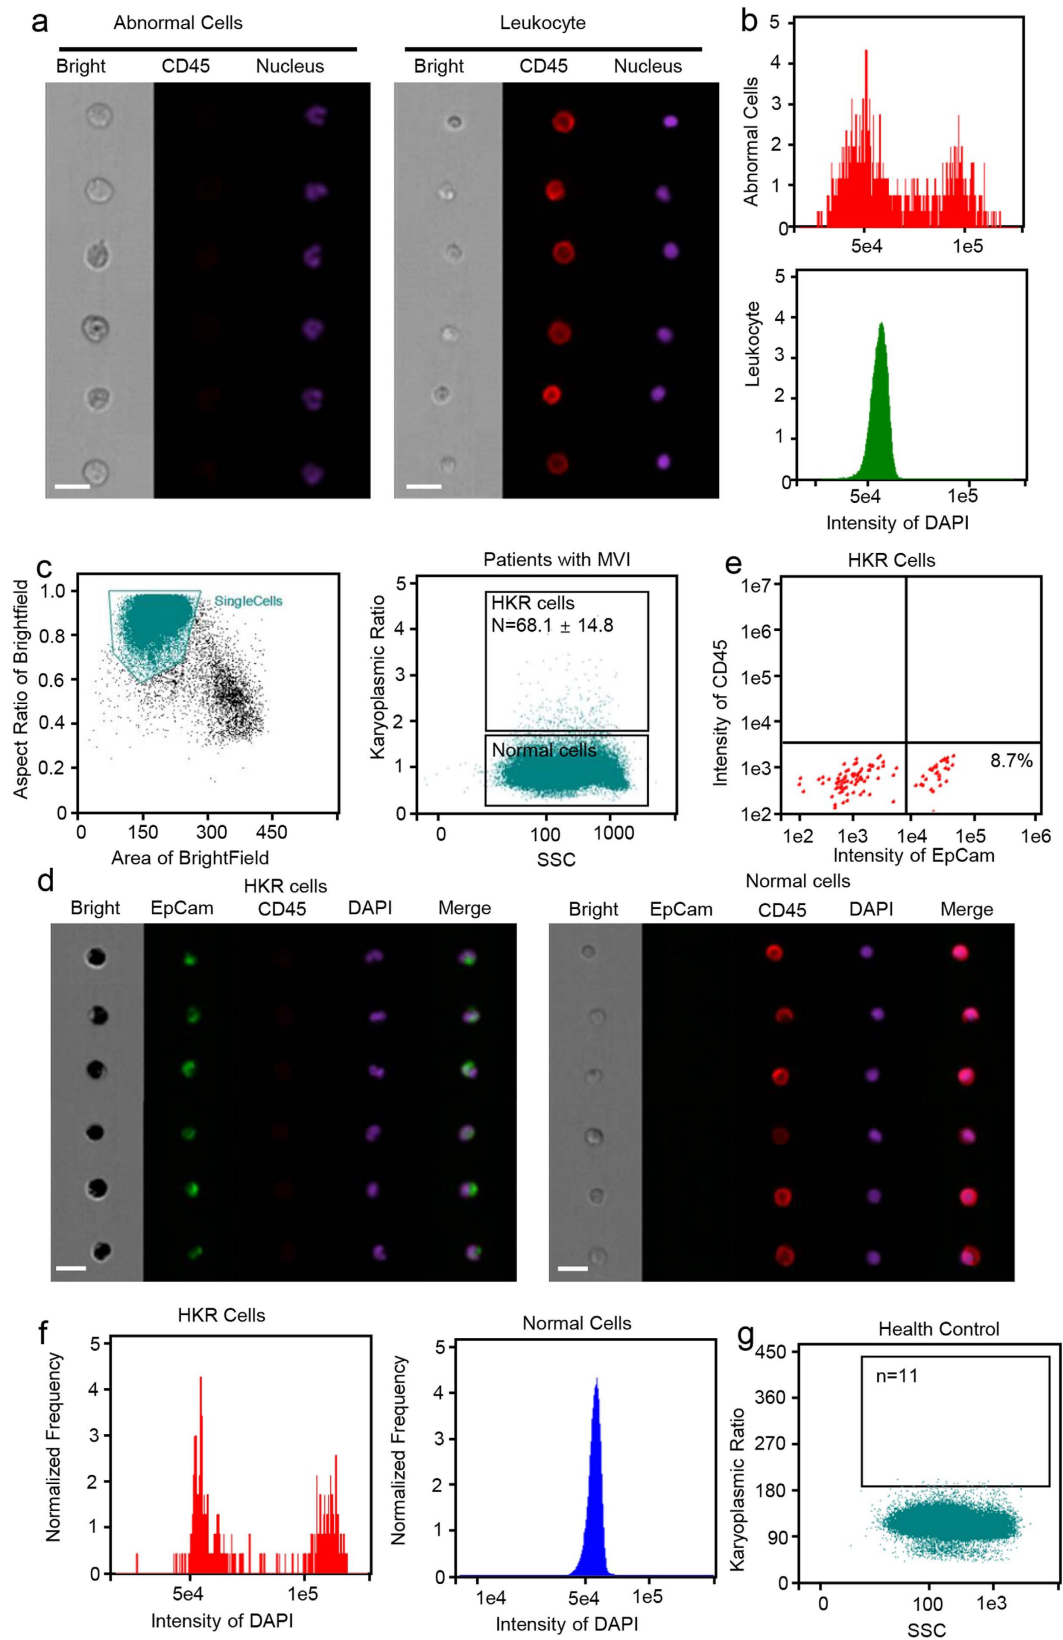 a
Abnormal Cells
Leukocyte
Bright CD45 Nucleus
Bright CD45 Nucleus
b
Abnormal Cells
5
4
3
2
1
0
5e4 1e5
Leukocyte
5
4
3
2
1
0
5e4 1e5
Intensity of DAPI
c
Aspect Ratio of Brightfield
1.0
0.8
0.6
0.4
0.2
0
SingleCells
0 150 300 450
Area of BrightField
Patients with MVI
Karyoplasmic Ratio
5
4
3
2
1
0
HKR cells
N=68.1 ± 14.8
Normal cells
0 100 1000
SSC
e
HKR Cells
Intensity of CD45
1e7
1e6
1e5
1e4
1e3
1e2
8.7%
1e2 1e3 1e4 1e5 1e6
Intensity of EpCam
d
HKR cells
Bright EpCam CD45 DAPI Merge
Normal cells
Bright EpCam CD45 DAPI Merge
f
HKR Cells
Normalized Frequency
5
4
3
2
1
0
5e4 1e5
Intensity of DAPI
Normal Cells
Normalized Frequency
5
4
3
2
1
0
1e4 5e4 1e5
Intensity of DAPI
g
Health Control
Karyoplasmic Ratio
450
360
270
180
90
0
n=11
0 100 1e3
SSC